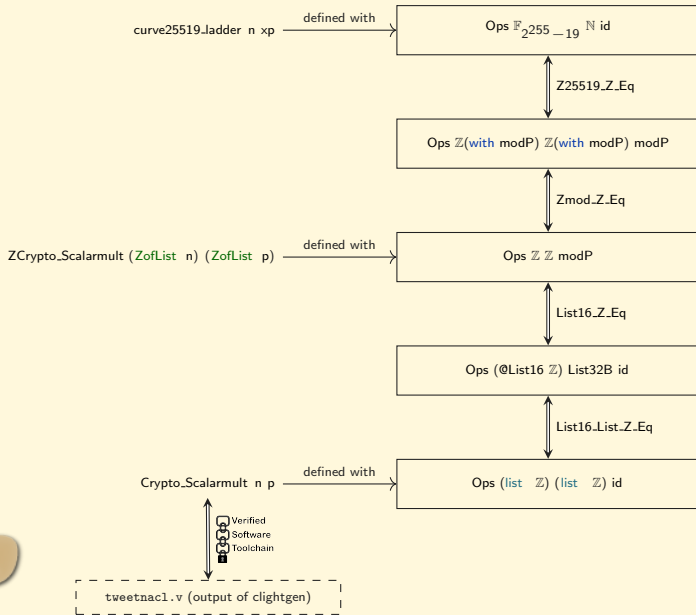 curve25519_ladder n xp
defined with
Ops 𝔽2255−19 ℕ id
Z25519_Z_Eq
Ops ℤ(with modP) ℤ(with modP) modP
Zmod_Z_Eq
ZCrypto_Scalarmult (ZofList n) (ZofList p)
defined with
Ops ℤ ℤ modP
List16_Z_Eq
Ops (@List16 ℤ) List32B id
List16_List_Z_Eq
Crypto_Scalarmult n p
defined with
Ops (list ℤ) (list ℤ) id
Verified
Software
Toolchain
tweetnacl.v (output of clightgen)